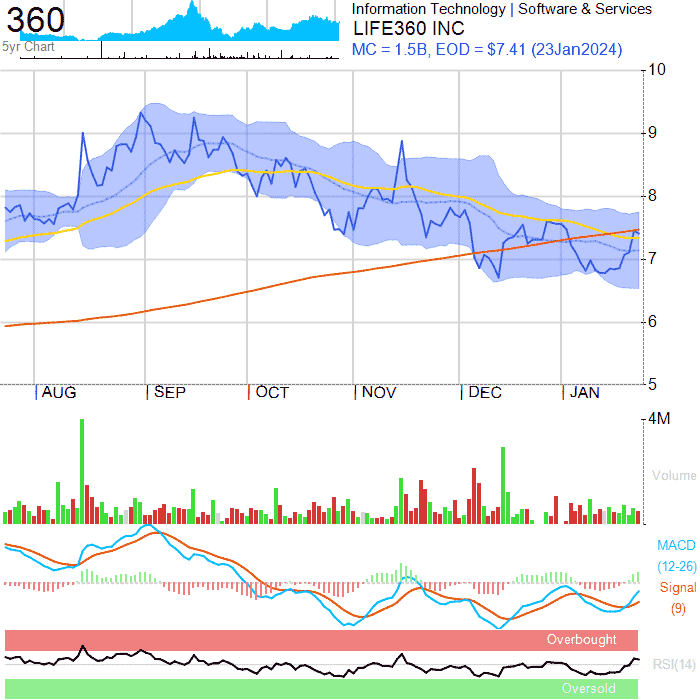 360
5yr Chart
Information Technology | Software & Services
LIFE360 INC
MC = 1.5B, EOD = $7.41 (23Jan2024)
10
9
8
7
6
5
AUG SEP OCT NOV DEC JAN
4M
Volume
MACD
(12-26)
Signal
(9)
Overbought
RSI(14)
Oversold